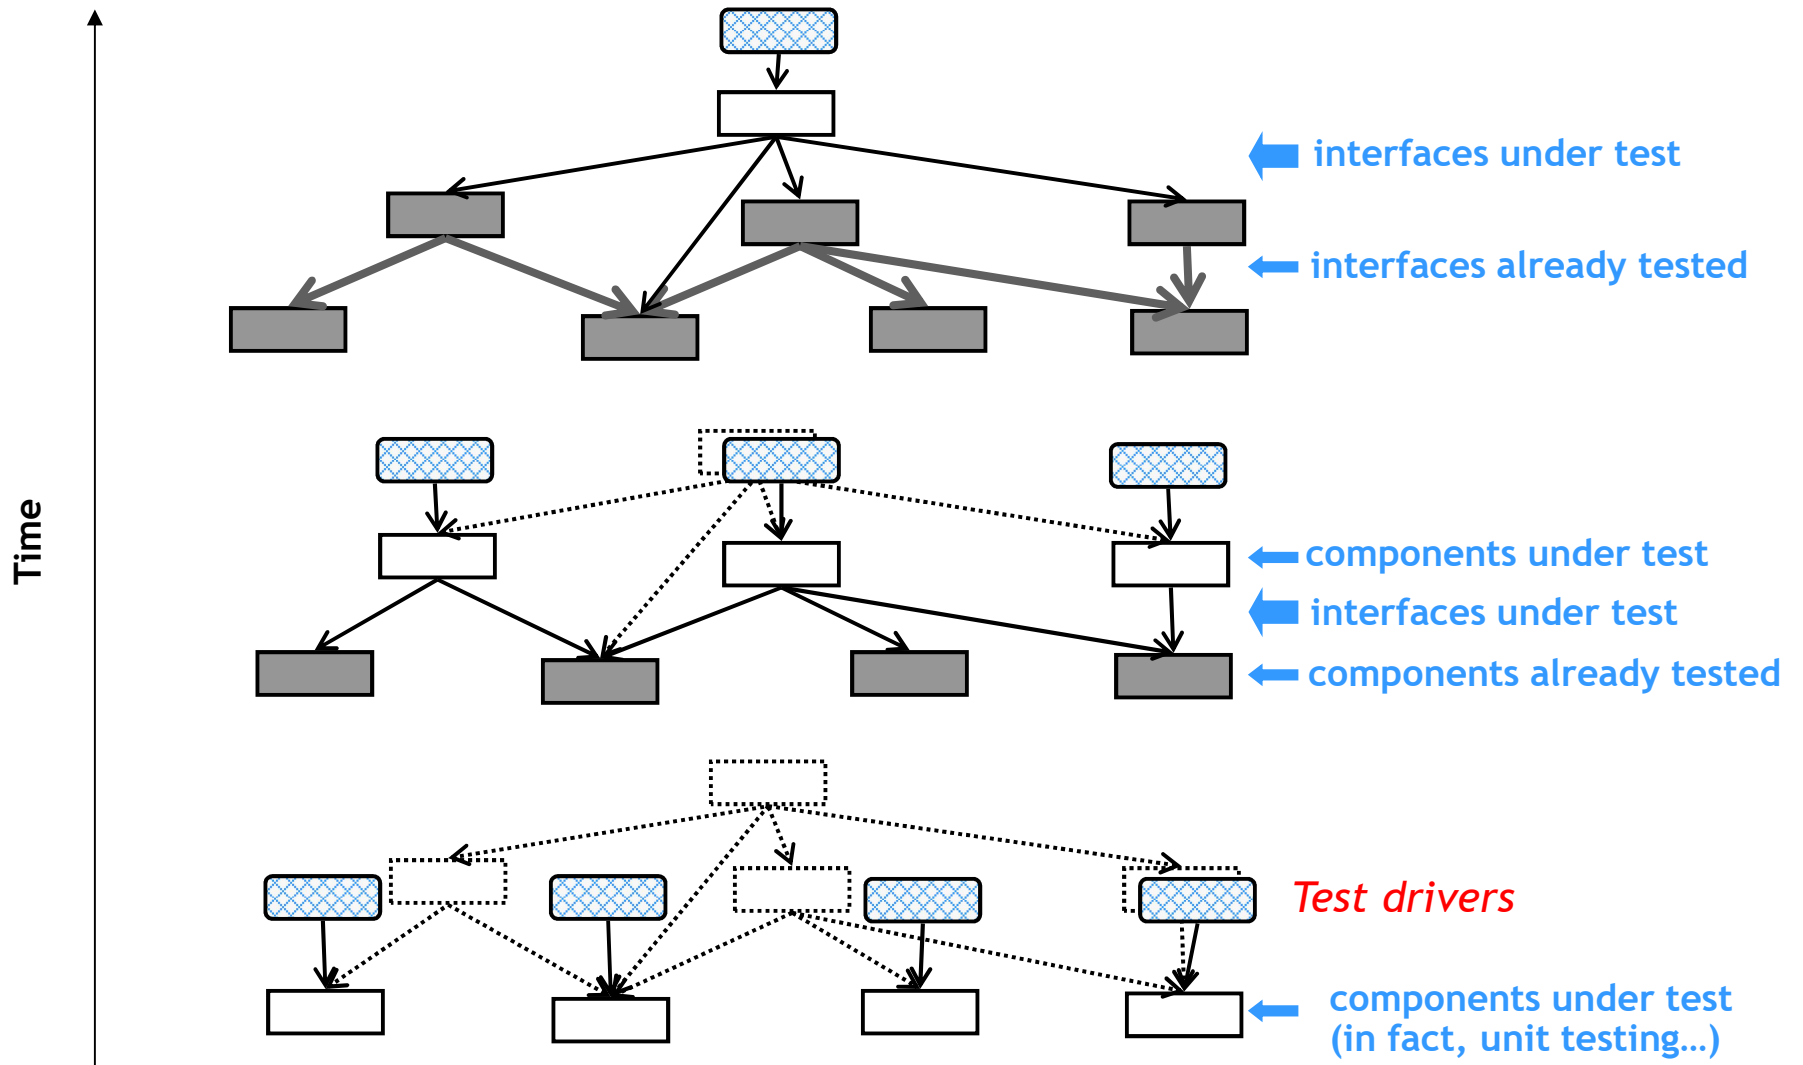 Time
interfaces under test
interfaces already tested
components under test
interfaces under test
components already tested
Test drivers
components under test
(in fact, unit testing…)